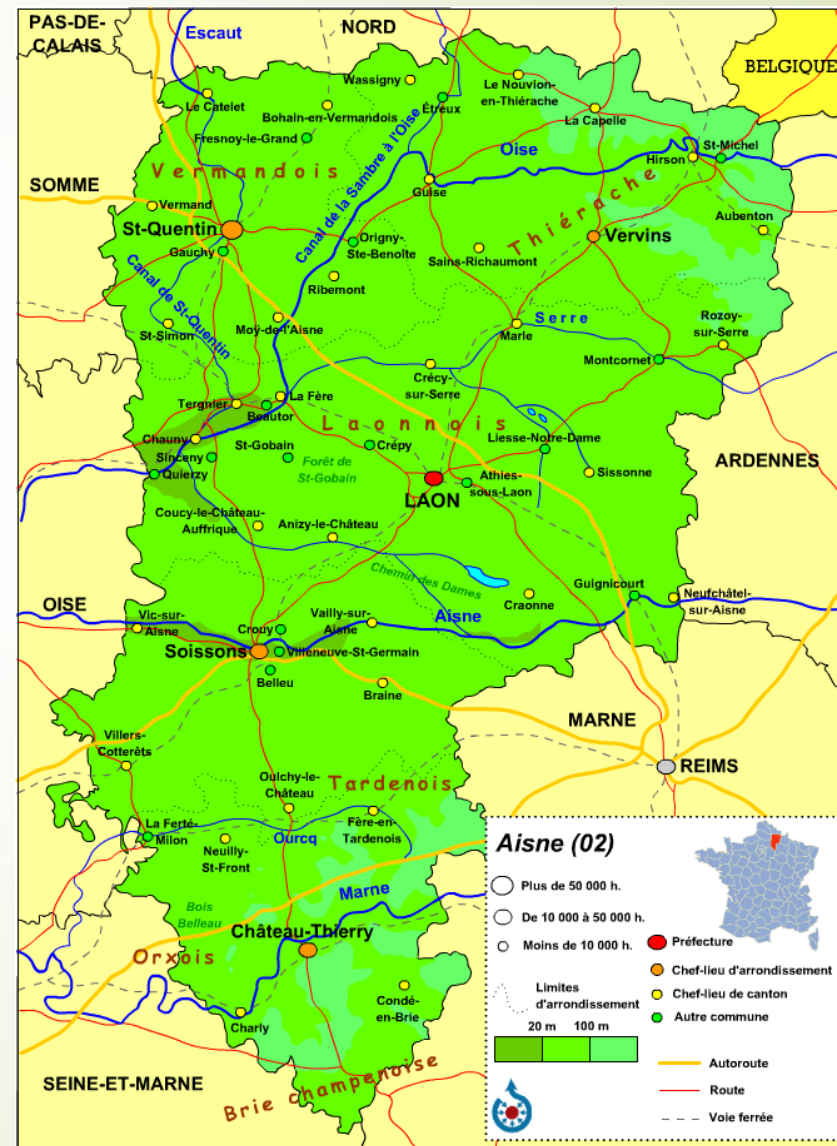 PAS-DE-
CALAIS
Escaut
NORD
BELGIQUE
Wassigny
Le Nouvion-
en-Thiérache
Le Catelet
Bohain-en-Vermandois
Étreux
La Capelle
Fresnoy-le-Grand
Oise
St-Michel
Hirson
Vermandois
Canal de la Sambre à l'Oise
SOMME
Guise
Thiérache
Vermand
Aubenton
St-Quentin
Origny-
Ste-Benoîte
Vervins
Gauchy
Sains-Richaumont
Canal de St-Quentin
Ribemont
Moÿ-de-l'Aisne
Serre
Rozoy-
sur-Serre
St-Simon
Marle
Montcornet
Crécy-
sur-Serre
Tergnier
La Fère
Beautor
Laonnois
Chauny
St-Gobain
Crépy
Liesse-Notre-Dame
Sinceny
Quierzy
Forêt de
St-Gobain
Sissonne
ARDENNES
LAON
Athies-
sous-Laon
Coucy-le-Château-
Auffrique
Anizy-le-Château
Chemin des Dames
Guignicourt
OISE
Craonne
Neufchâtel-
sur-Aisne
Vic-sur-
Aisne
Vailly-sur-
Aisne
Aisne
Crouy
Soissons
Villeneuve-St-Germain
Belleu
Braine
MARNE
Villers-
Cotterêts
REIMS
Oulchy-le-
Château
Tardenois
La Ferté-
Milon
Ourcq
Fère-en-
Tardenois
Neuilly-
St-Front
Marne
Bois
Belleau
Château-Thierry
Orxois
Condé-
en-Brie
Charly
SEINE-ET-MARNE
Brie champenoise
Aisne (02)
Plus de 50 000 h.
De 10 000 à 50 000 h.
Moins de 10 000 h.
Préfecture
Chef-lieu d'arrondissement
Limites
d'arrondissement
Chef-lieu de canton
Autre commune
20 m 100 m
Autoroute
Route
Voie ferrée